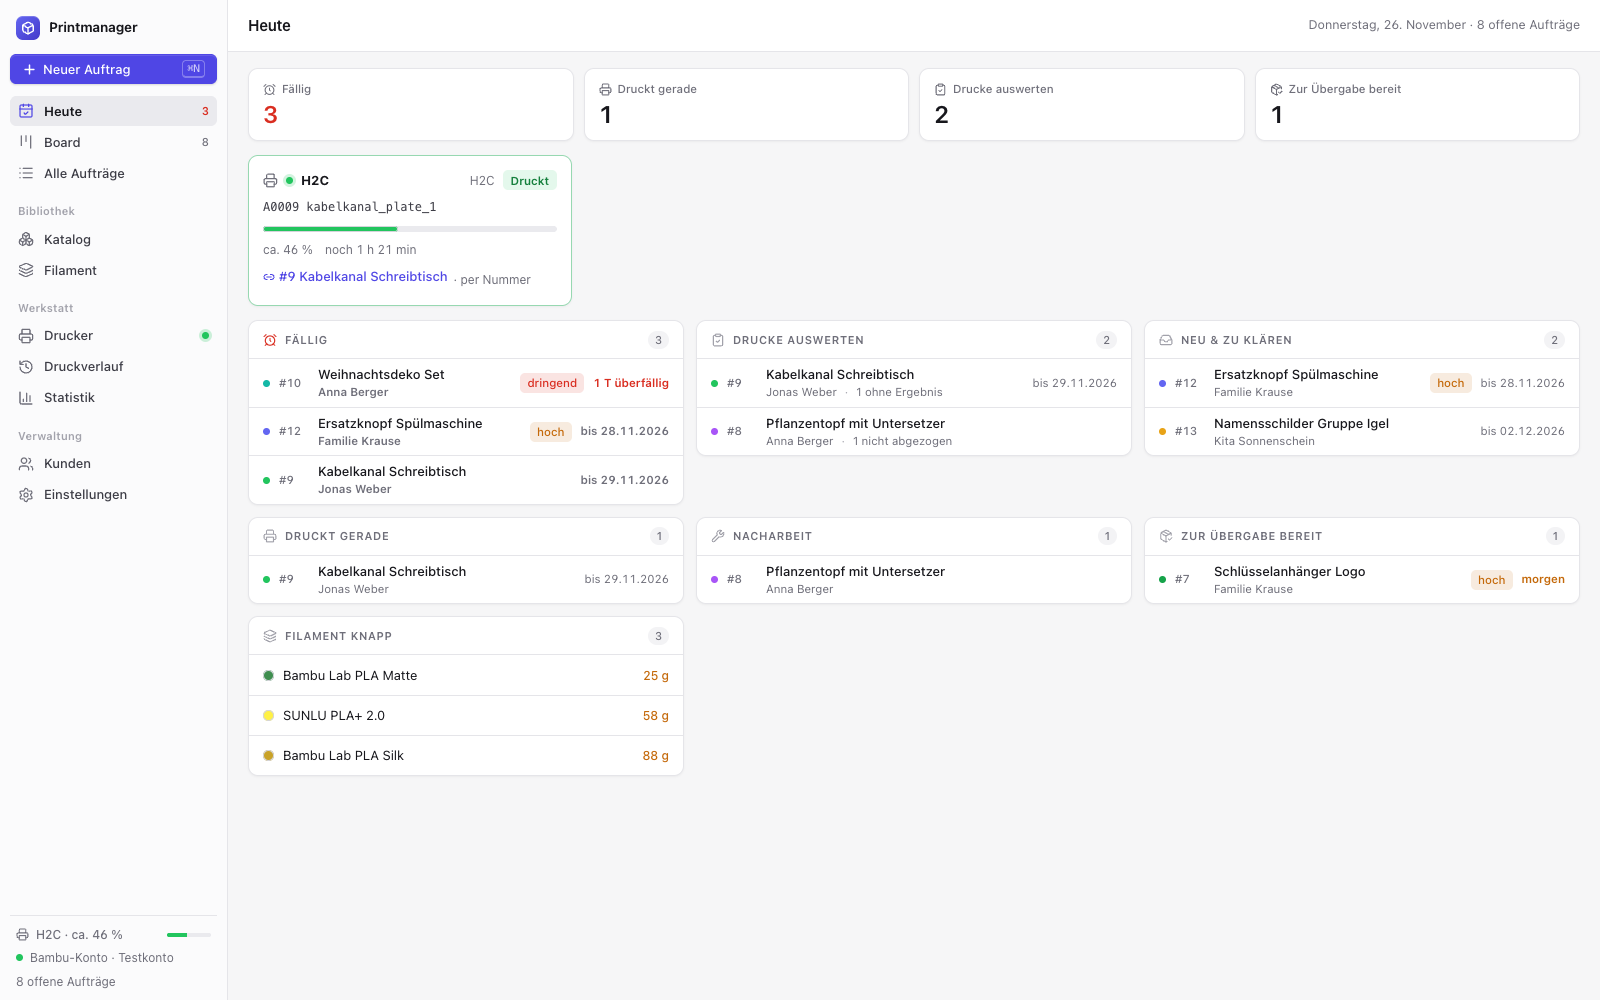 Printmanager
Neuer Auftrag ⌘N
Heute 3
Board 8
Alle Aufträge
Bibliothek
Katalog
Filament
Werkstatt
Drucker
Druckverlauf
Statistik
Verwaltung
Kunden
Einstellungen
H2C · ca. 46 %
Bambu-Konto · Testkonto
8 offene Aufträge
Heute
Donnerstag, 26. November · 8 offene Aufträge
Fällig
3
Druckt gerade
1
Drucke auswerten
2
Zur Übergabe bereit
1
H2C H2C Druckt
A0009 kabelkanal_plate_1
ca. 46 % noch 1 h 21 min
#9 Kabelkanal Schreibtisch · per Nummer
FÄLLIG 3
#10 Weihnachtsdeko Set dringend 1 T überfällig
Anna Berger
#12 Ersatzknopf Spülmaschine hoch bis 28.11.2026
Familie Krause
#9 Kabelkanal Schreibtisch bis 29.11.2026
Jonas Weber
DRUCKE AUSWERTEN 2
#9 Kabelkanal Schreibtisch bis 29.11.2026
Jonas Weber · 1 ohne Ergebnis
#8 Pflanzentopf mit Untersetzer
Anna Berger · 1 nicht abgezogen
NEU & ZU KLÄREN 2
#12 Ersatzknopf Spülmaschine hoch bis 28.11.2026
Familie Krause
#13 Namensschilder Gruppe Igel bis 02.12.2026
Kita Sonnenschein
DRUCKT GERADE 1
#9 Kabelkanal Schreibtisch bis 29.11.2026
Jonas Weber
NACHARBEIT 1
#8 Pflanzentopf mit Untersetzer
Anna Berger
ZUR ÜBERGABE BEREIT 1
#7 Schlüsselanhänger Logo hoch morgen
Familie Krause
FILAMENT KNAPP 3
Bambu Lab PLA Matte 25 g
SUNLU PLA+ 2.0 58 g
Bambu Lab PLA Silk 88 g